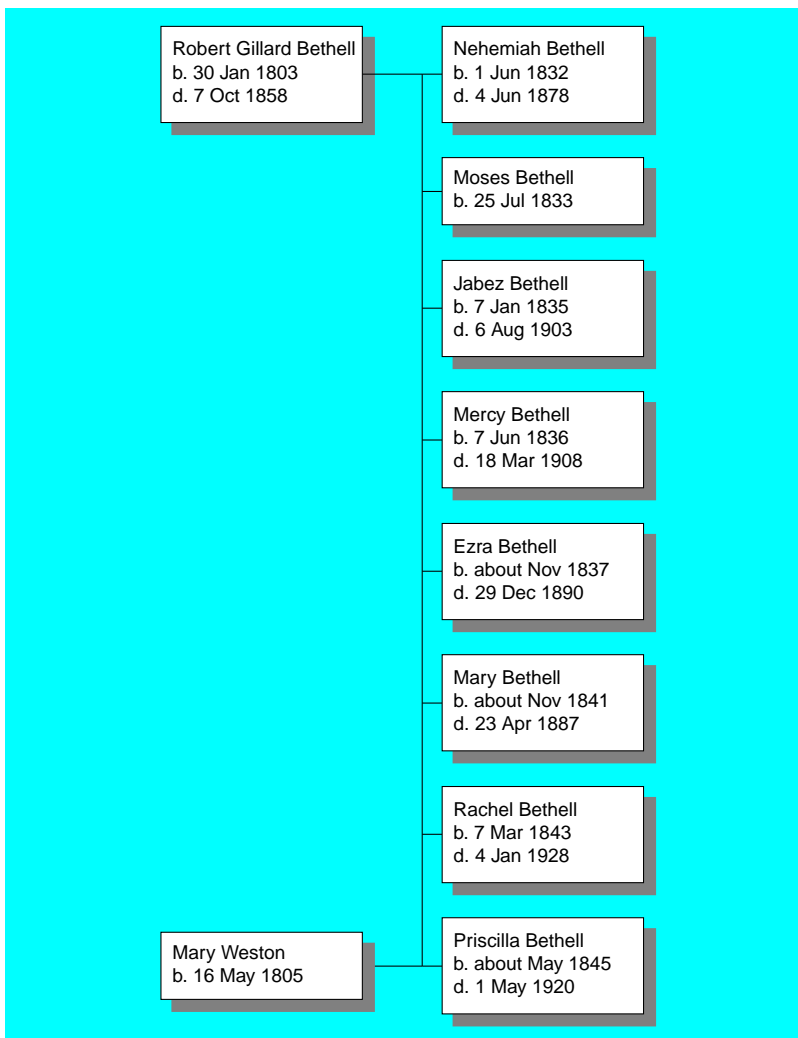 Robert Gillard Bethell
b. 30 Jan 1803
d. 7 Oct 1858
Nehemiah Bethell
b. 1 Jun 1832
d. 4 Jun 1878
Moses Bethell
b. 25 Jul 1833
Jabez Bethell
b. 7 Jan 1835
d. 6 Aug 1903
Mercy Bethell
b. 7 Jun 1836
d. 18 Mar 1908
Ezra Bethell
b. about Nov 1837
d. 29 Dec 1890
Mary Bethell
b. about Nov 1841
d. 23 Apr 1887
Rachel Bethell
b. 7 Mar 1843
d. 4 Jan 1928
Mary Weston
b. 16 May 1805
Priscilla Bethell
b. about May 1845
d. 1 May 1920